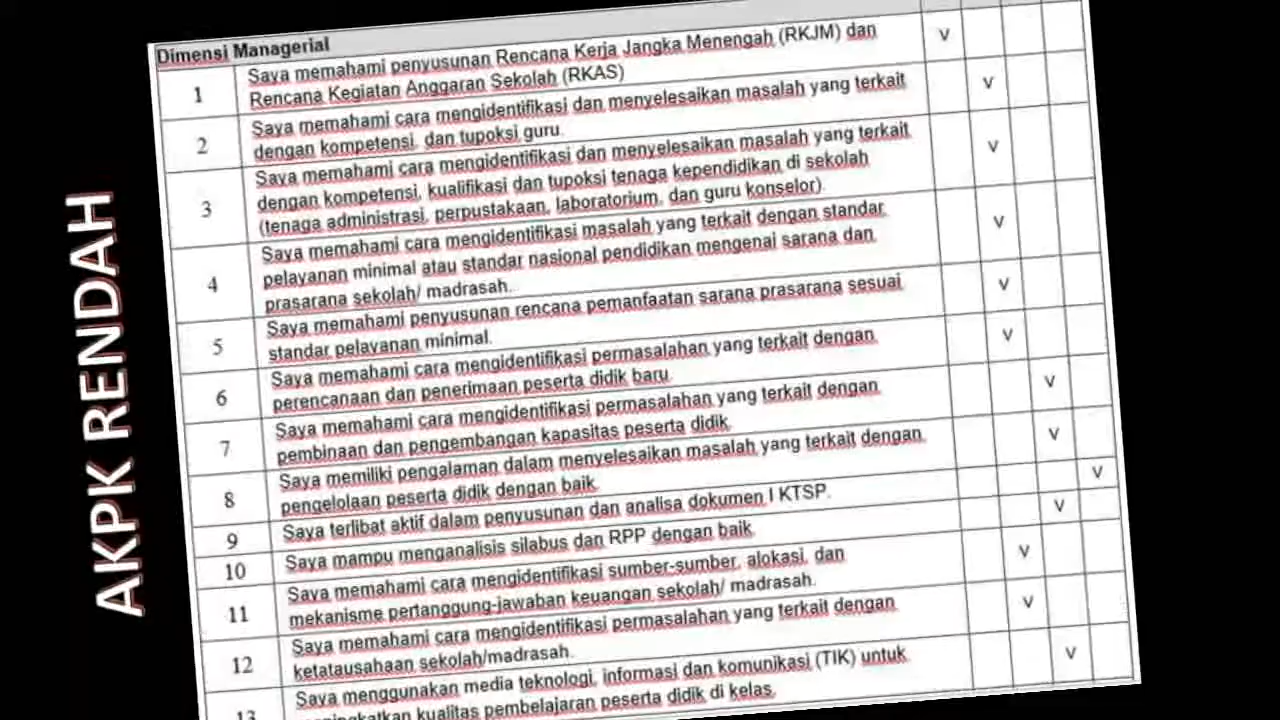 AKPK RENDAH
Dimensi Managerial
1 Saya memahami penyusunan Rencana Kerja Jangka Menengah (RKJM) dan v
Rencana Kegiatan Anggaran Sekolah (RKAS)
2 Saya memahami cara mengidentifikasi dan menyelesaikan masalah yang terkait v
dengan kompetensi, dan tupoksi guru.
3 Saya memahami cara mengidentifikasi dan menyelesaikan masalah yang terkait v
dengan kompetensi, kualifikasi dan tupoksi tenaga kependidikan di sekolah
(tenaga administrasi, perpustakaan, laboratorium, dan guru konselor).
4 Saya memahami cara mengidentifikasi masalah yang terkait dengan standar v
pelayanan minimal atau standar nasional pendidikan mengenai sarana dan
prasarana sekolah/ madrasah.
5 Saya memahami penyusunan rencana pemanfaatan sarana prasarana sesuai v
standar pelayanan minimal.
6 Saya memahami cara mengidentifikasi permasalahan yang terkait dengan v
perencanaan dan penerimaan peserta didik baru.
7 Saya memahami cara mengidentifikasi permasalahan yang terkait dengan v
pembinaan dan pengembangan kapasitas peserta didik.
8 Saya memiliki pengalaman dalam menyelesaikan masalah yang terkait dengan v
pengelolaan peserta didik dengan baik.
9 Saya terlibat aktif dalam penyusunan dan analisa dokumen I KTSP. v
10 Saya mampu menganalisis silabus dan RPP dengan baik. v
11 Saya memahami cara mengidentifikasi sumber-sumber, alokasi, dan v
mekanisme pertanggung-jawaban keuangan sekolah/ madrasah.
12 Saya memahami cara mengidentifikasi permasalahan yang terkait dengan v
ketatausahaan sekolah/madrasah.
13 Saya menggunakan media teknologi, informasi dan komunikasi (TIK) untuk v
kualitas pembelajaran peserta didik di kelas.